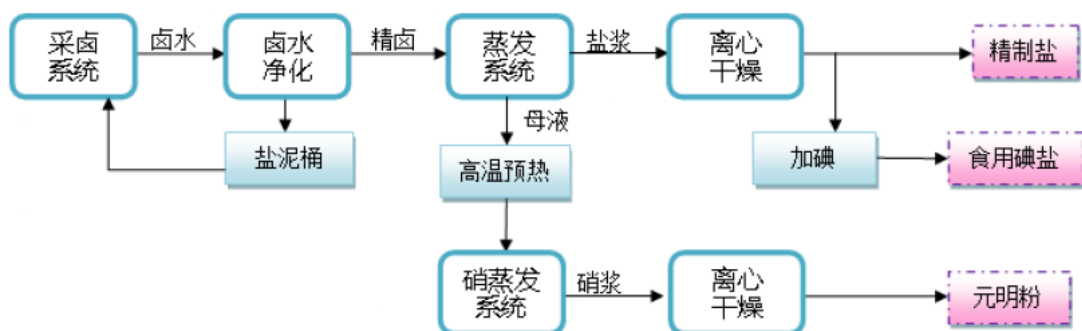 采卤
系统
卤水
卤水
净化
精卤
蒸发
系统
盐浆
离心
干燥
精制盐
盐泥桶
母液
高温预热
加碘
食用碘盐
硝蒸发
系统
硝浆
离心
干燥
元明粉